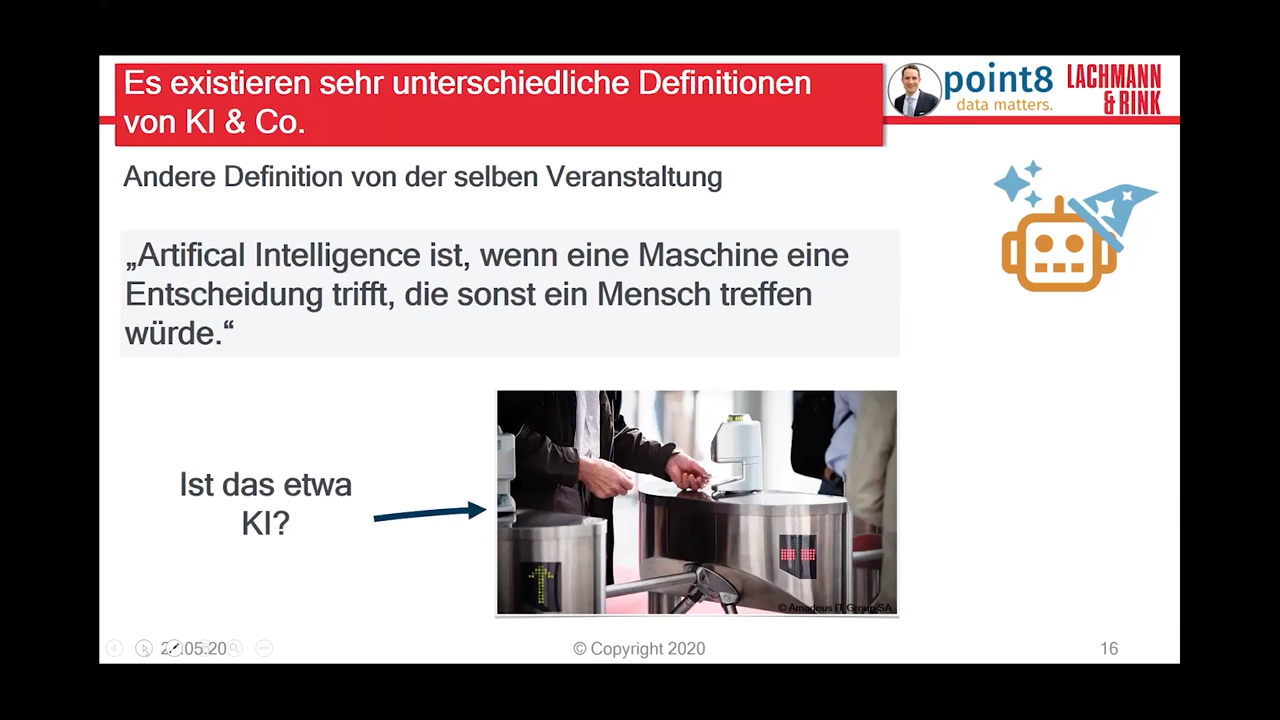 Es existieren sehr unterschiedliche Definitionen
von KI & Co.
point8
data matters.
LACHMANN
& RINK
Andere Definition von der selben Veranstaltung
„Artifical Intelligence ist, wenn eine Maschine eine
Entscheidung trifft, die sonst ein Mensch treffen
würde.“
Ist das etwa
KI?
© Amadeus IT Group SA
.05.20
© Copyright 2020
16